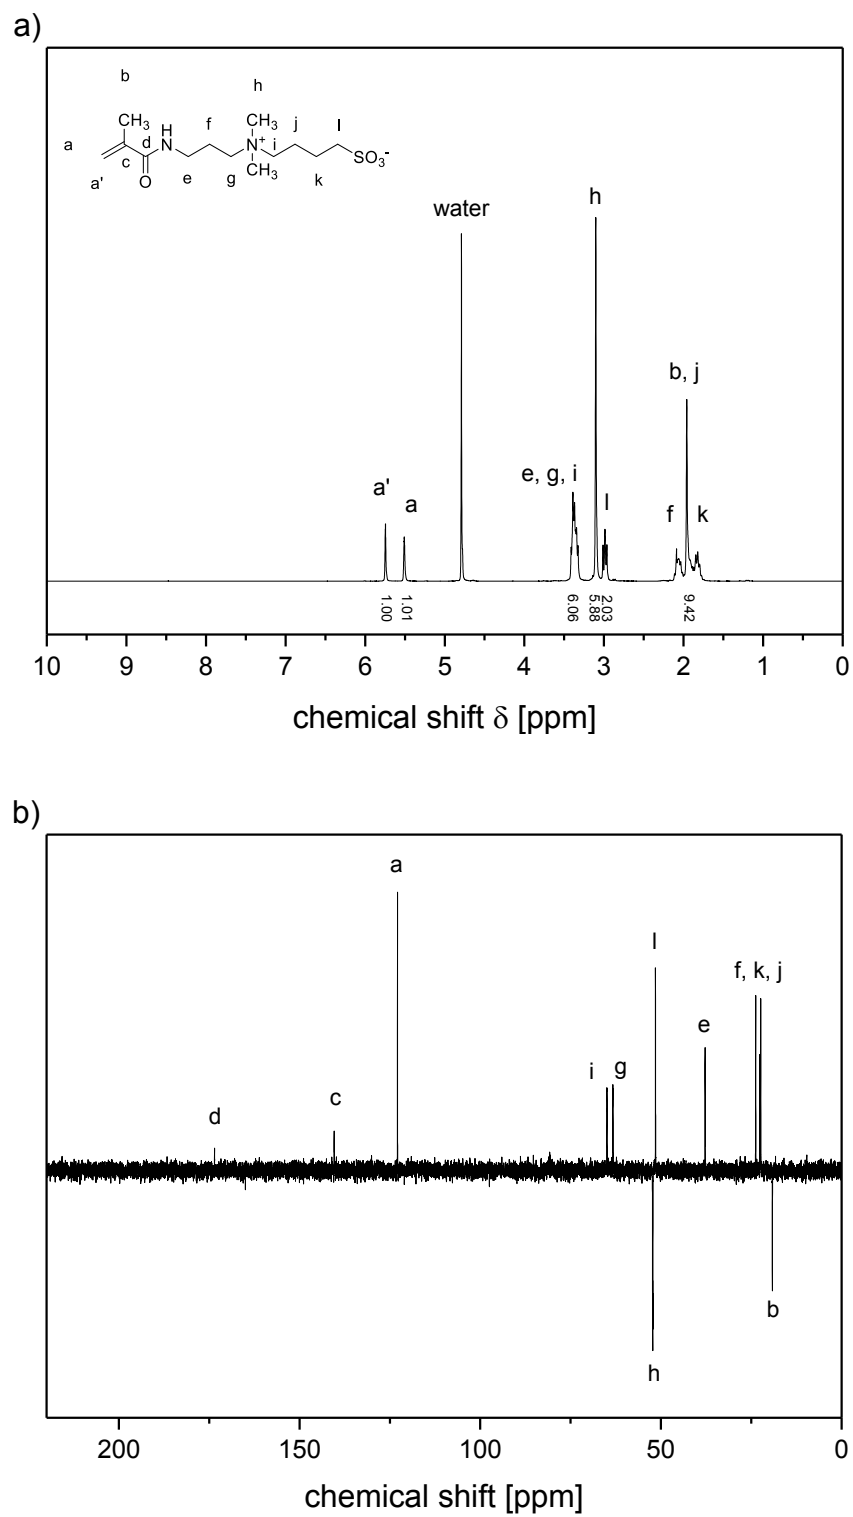 a)
b
h
CH3
H
f
CH3
j
l
a
d
N
N+
i
c
SO3-
a'
O
e
g
CH3
k
water
h
b, j
e, g, i
a'
a
l
f
k
1.00
1.01
6.06
5.88
2.03
9.42
10
9
8
7
6
5
4
3
2
1
0
chemical shift δ [ppm]
b)
a
l
f, k, j
e
i
g
c
d
b
h
200
150
100
50
0
chemical shift [ppm]